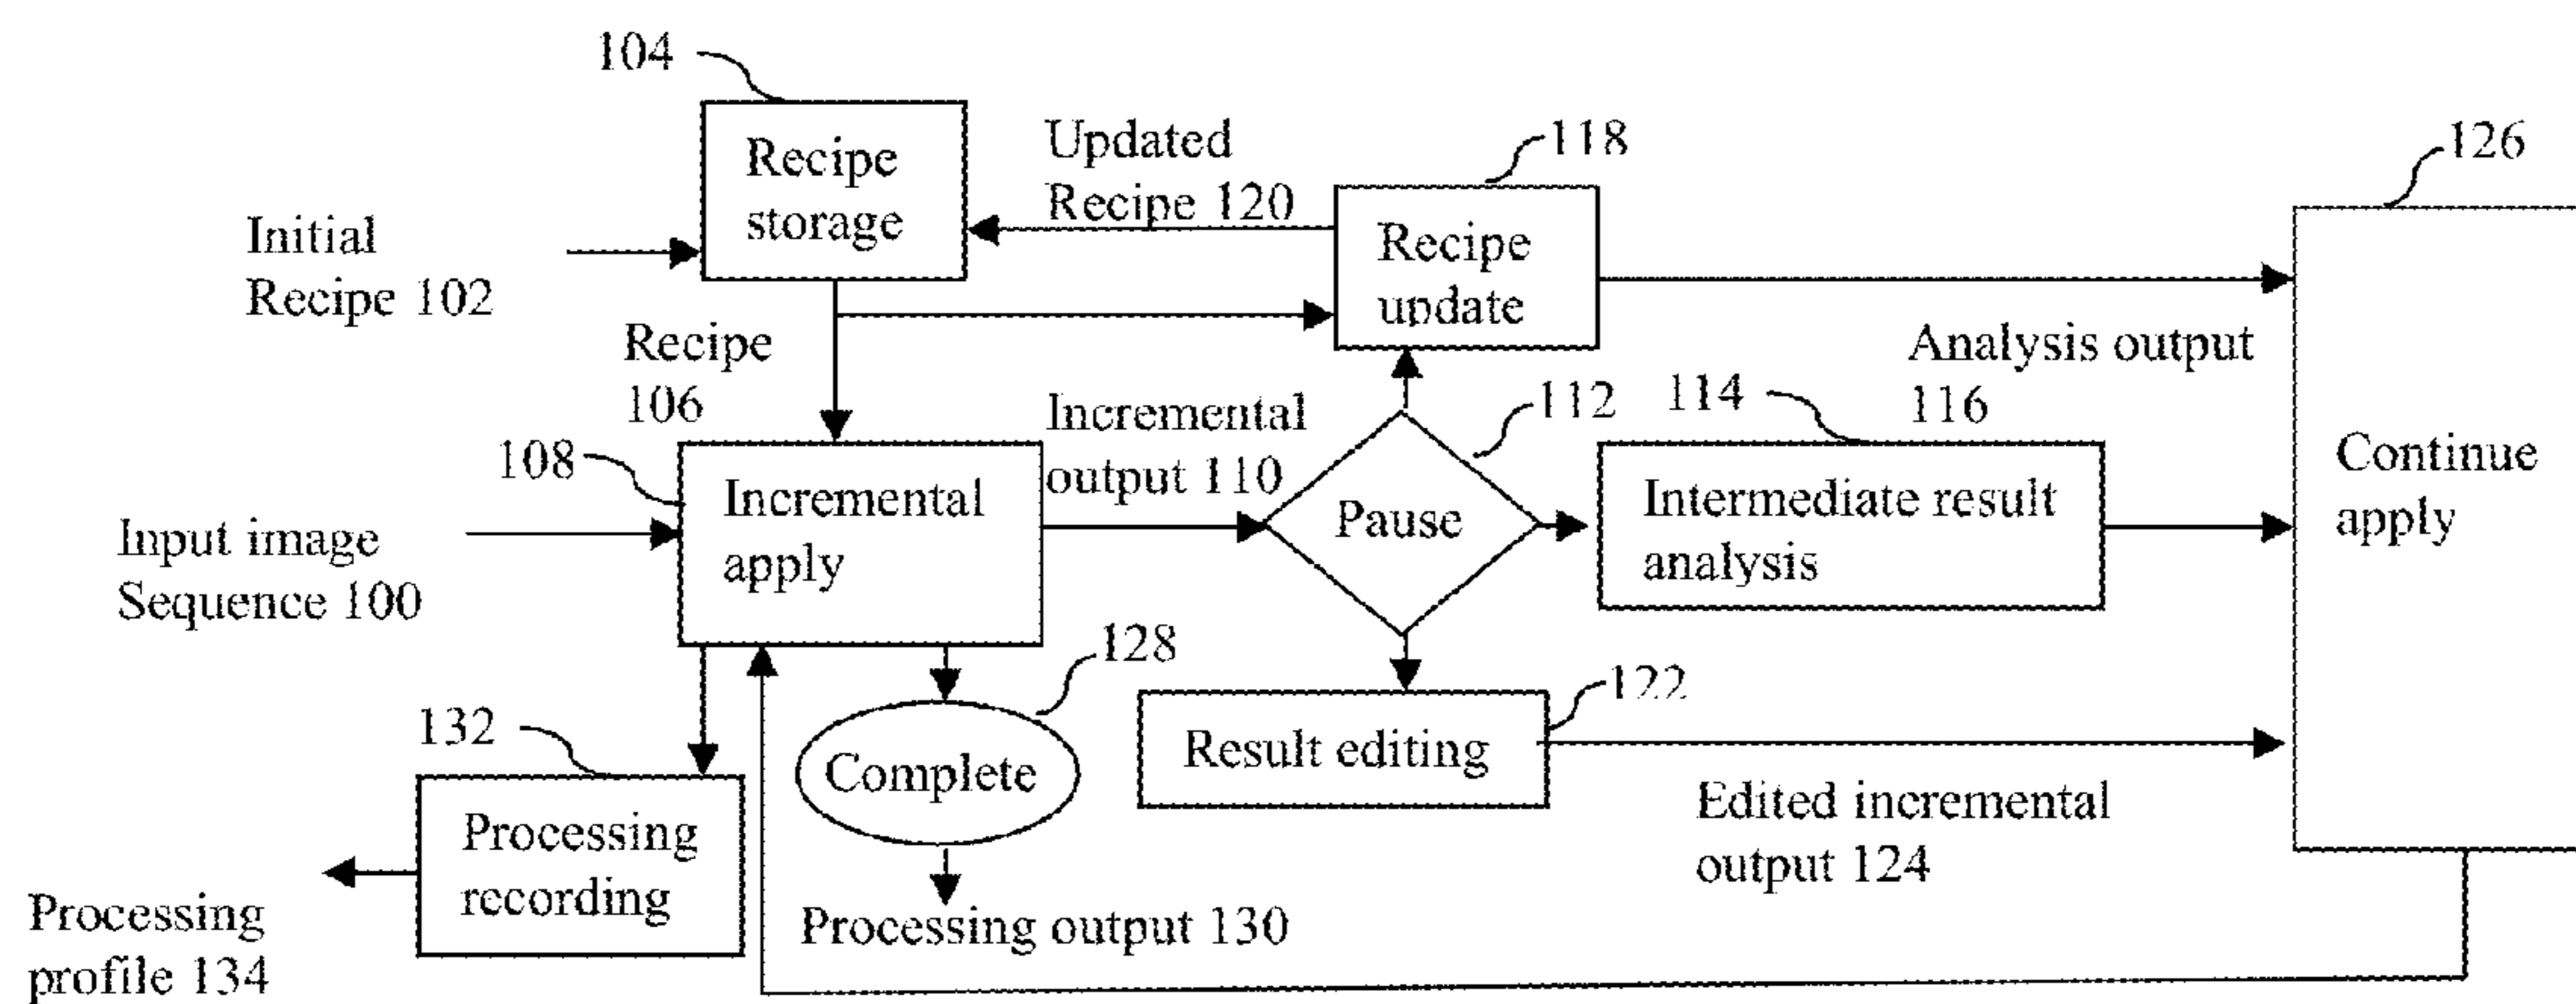 104
Recipe
storage
Updated
Recipe 120
118
126
Initial
Recipe 102
Recipe
update
Recipe
106
Analysis output
116
Incremental
output 110
112
114
108
Incremental
apply
Pause
Intermediate result
analysis
Continue
apply
Input image
Sequence 100
128
122
132
Complete
Result editing
Processing
recording
Edited incremental
output 124
Processing output 130
Processing
profile 134